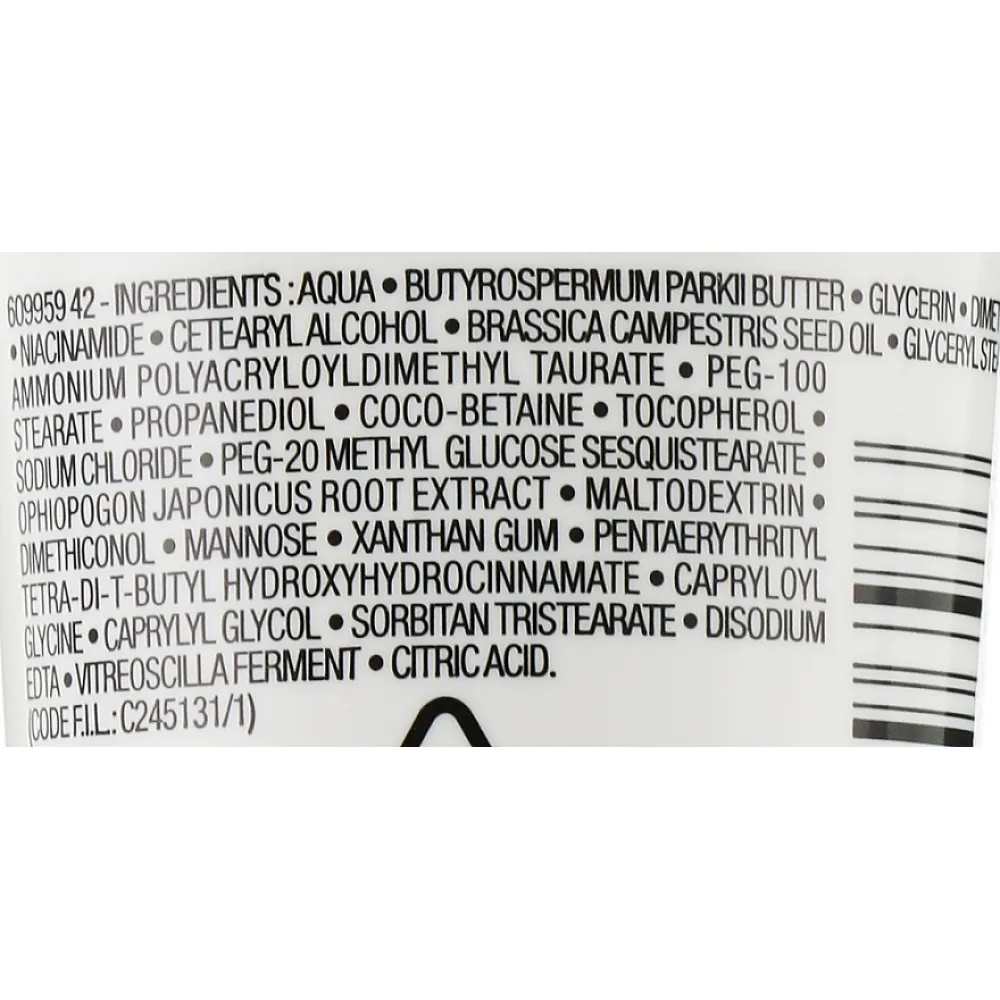 609959 42 - INGREDIENTS : AQUA • BUTYROSPERMUM PARKII BUTTER • GLYCERIN •
• NIACINAMIDE • CETEARYL ALCOHOL • BRASSICA CAMPESTRIS SEED OIL • GLYCERYL
AMMONIUM POLYACRYLOYLDIMETHYL TAURATE • PEG-100
STEARATE • PROPANEDIOL • COCO-BETAINE • TOCOPHEROL •
SODIUM CHLORIDE • PEG-20 METHYL GLUCOSE SESQUISTEARATE •
OPHIOPOGON JAPONICUS ROOT EXTRACT • MALTODEXTRIN •
DIMETHICONOL • MANNOSE • XANTHAN GUM • PENTAERYTHRITYL
TETRA-DI-T-BUTYL HYDROXYHYDROCINNAMATE • CAPRYLOYL
GLYCINE • CAPRYLYL GLYCOL • SORBITAN TRISTEARATE • DISODIUM
EDTA • VITREOSCILLA FERMENT • CITRIC ACID.
(CODE F.I.L.: C245131/1)